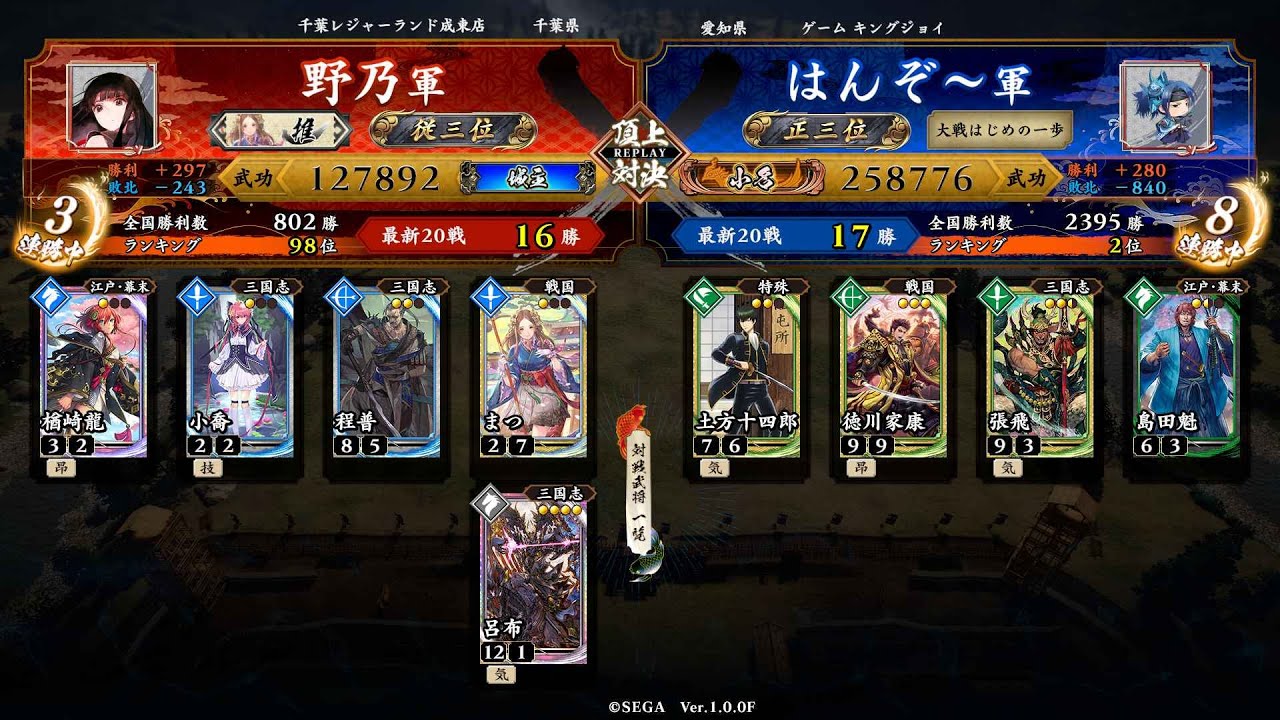 千葉レジャーランド成東店 千葉県
愛知県 ゲーム キングジョイ
野乃軍
はんぞ〜軍
推 従三位
正三位 大戦はじめの一歩
頂上
REPLAY
対決
勝利 +297
敗北 -243
武功 127892 城主
小名 258776 武功
勝利 +280
敗北 -840
3
連勝中
全国勝利数 802勝
ランキング 98位
最新20戦 16勝
最新20戦 17勝
全国勝利数 2395勝
ランキング 2位
8
連勝中
江戸・幕末
楢崎龍
3 2
昂
三国志
小喬
2 2
技
三国志
程普
8 5
戦国
まつ
2 7
特殊
屯所
土方十四郎
7 6
気
戦国
徳川家康
9 9
昂
三国志
張飛
9 3
気
江戸・幕末
島田魁
6 3
対戦武将一覧
三国志
呂布
12 1
気
©SEGA Ver.1.0.0F